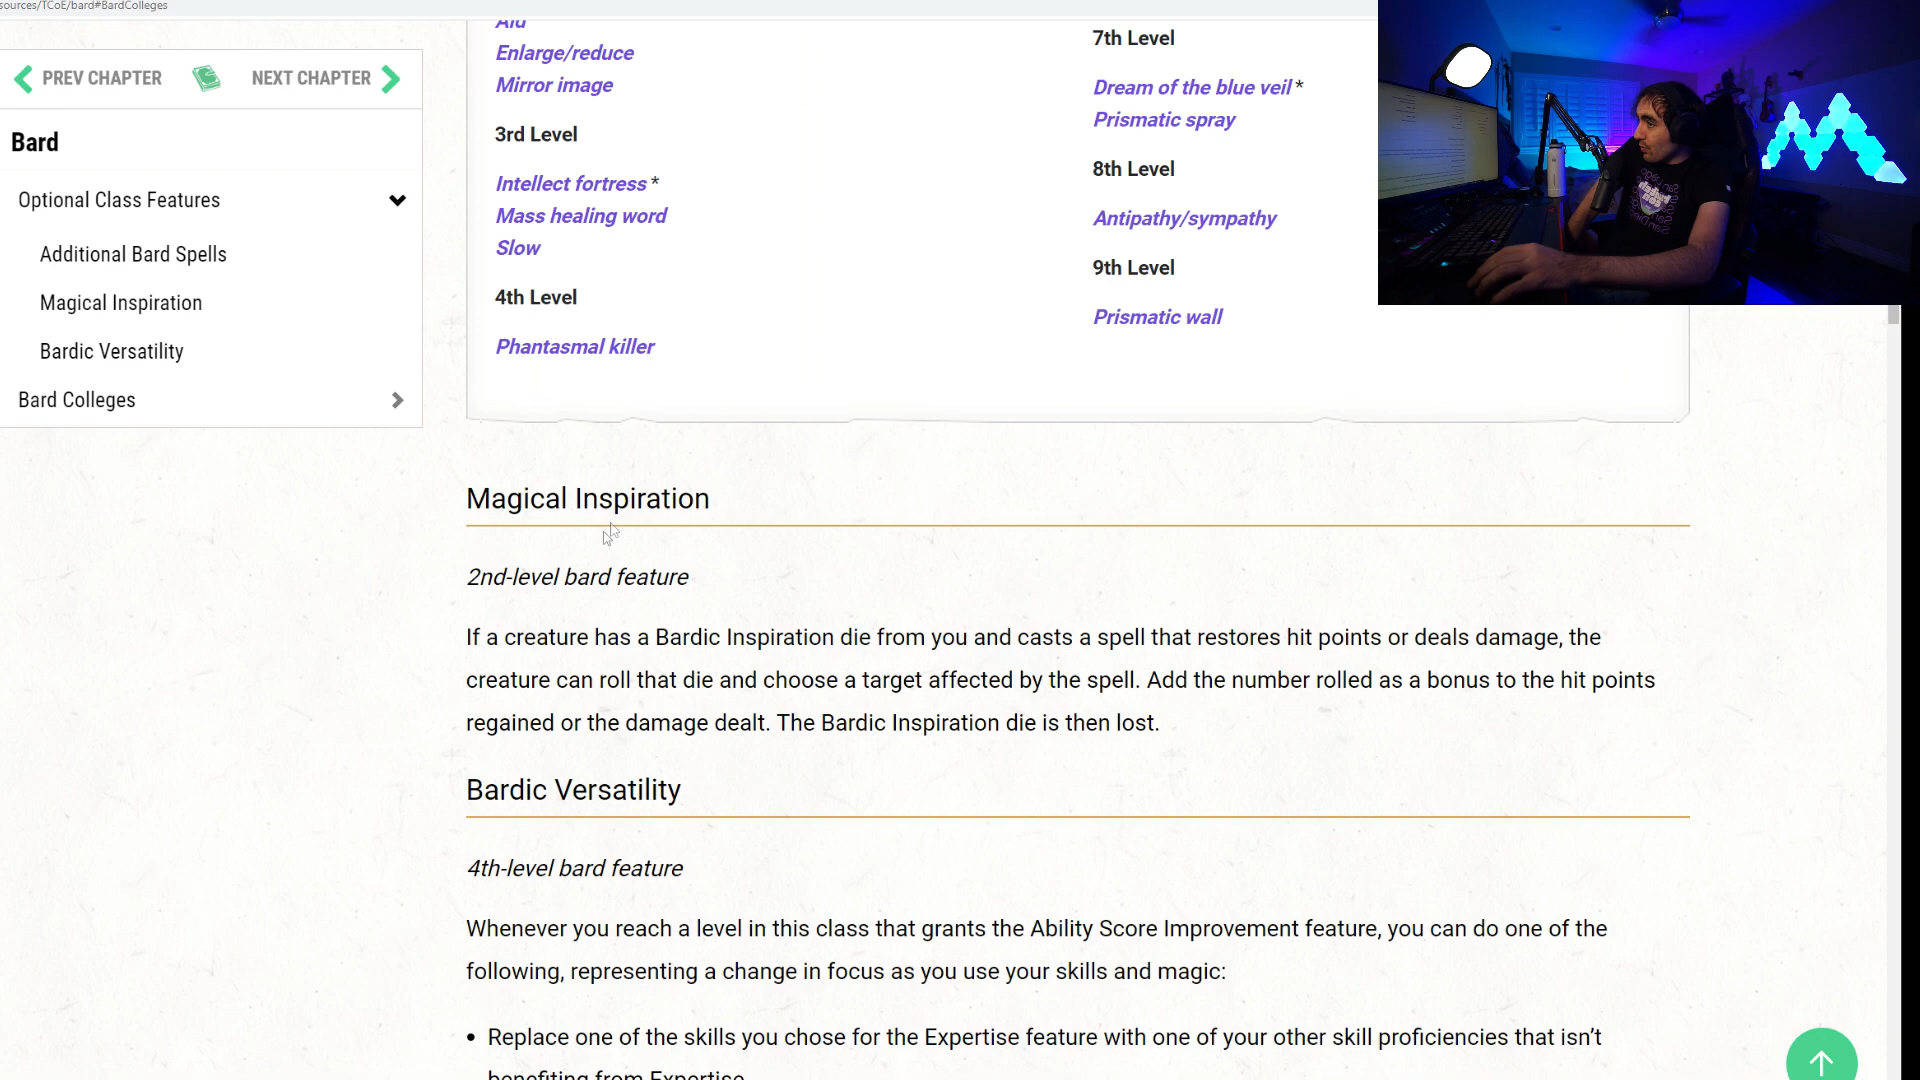 sources/TCoE/bard#BardColleges
PREV CHAPTER
NEXT CHAPTER
Bard
Optional Class Features
Additional Bard Spells
Magical Inspiration
Bardic Versatility
Bard Colleges
Aid
Enlarge/reduce
Mirror image
3rd Level
Intellect fortress *
Mass healing word
Slow
4th Level
Phantasmal killer
7th Level
Dream of the blue veil *
Prismatic spray
8th Level
Antipathy/sympathy
9th Level
Prismatic wall
Magical Inspiration
2nd-level bard feature
If a creature has a Bardic Inspiration die from you and casts a spell that restores hit points or deals damage, the
creature can roll that die and choose a target affected by the spell. Add the number rolled as a bonus to the hit points
regained or the damage dealt. The Bardic Inspiration die is then lost.
Bardic Versatility
4th-level bard feature
Whenever you reach a level in this class that grants the Ability Score Improvement feature, you can do one of the
following, representing a change in focus as you use your skills and magic:
• Replace one of the skills you chose for the Expertise feature with one of your other skill proficiencies that isn’t
benefiting from Expertise